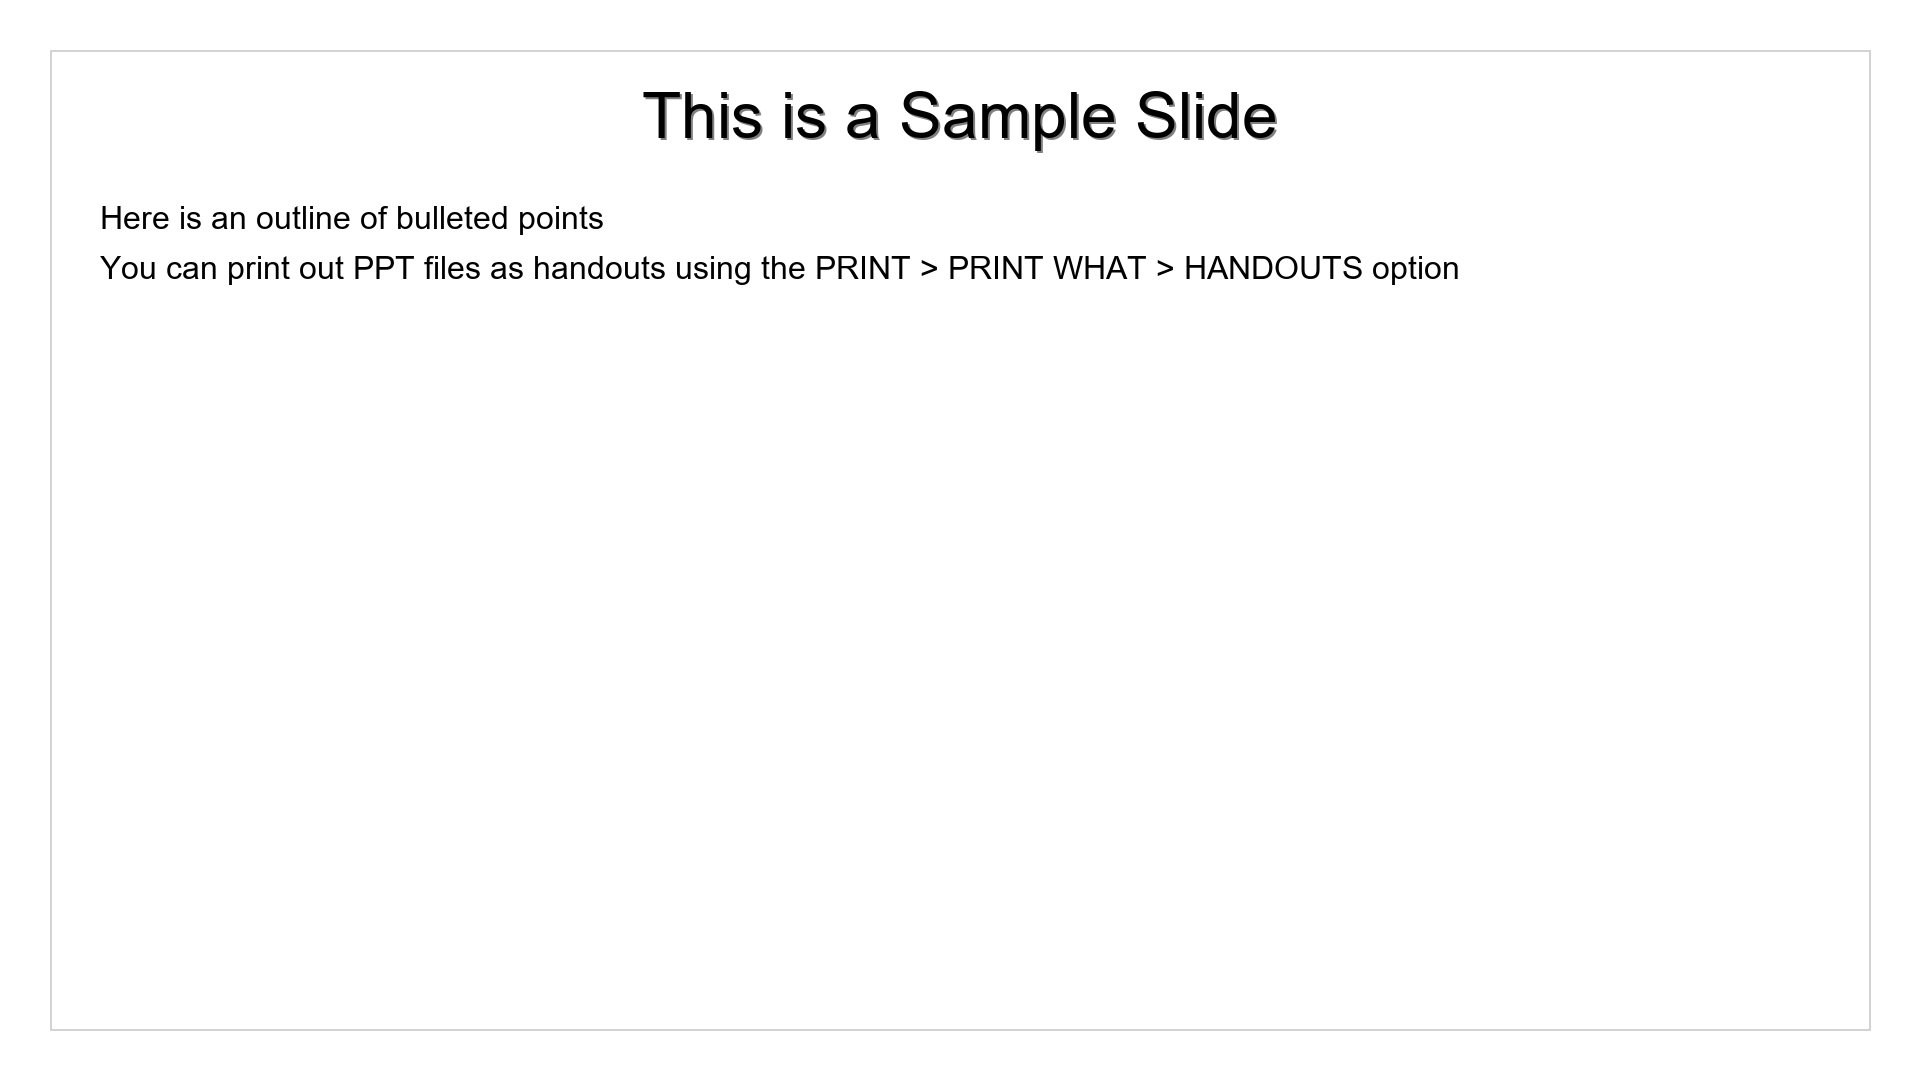 This is a Sample Slide
Here is an outline of bulleted points
You can print out PPT files as handouts using the PRINT > PRINT WHAT > HANDOUTS option